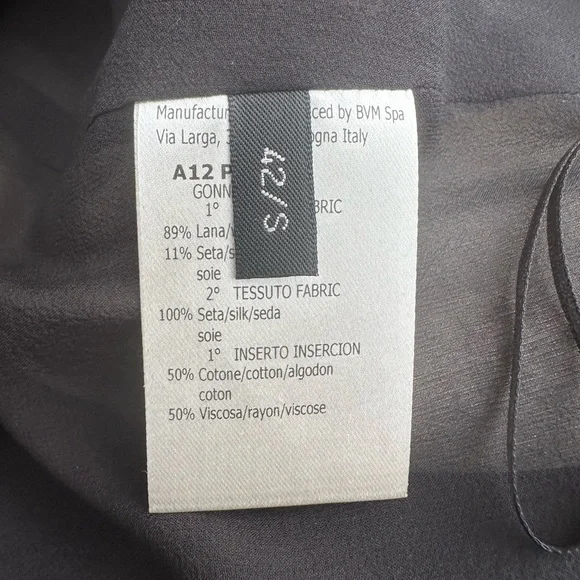 Manufactur ced by BVM Spa
Via Larga, ogna Italy
A12 P
GONN
1° BRIC
89% Lana/
11% Seta/s
soie
2° TESSUTO FABRIC
100% Seta/silk/seda
soie
1° INSERTO INSERCION
50% Cotone/cotton/algodon
coton
50% Viscosa/rayon/viscose
42/S